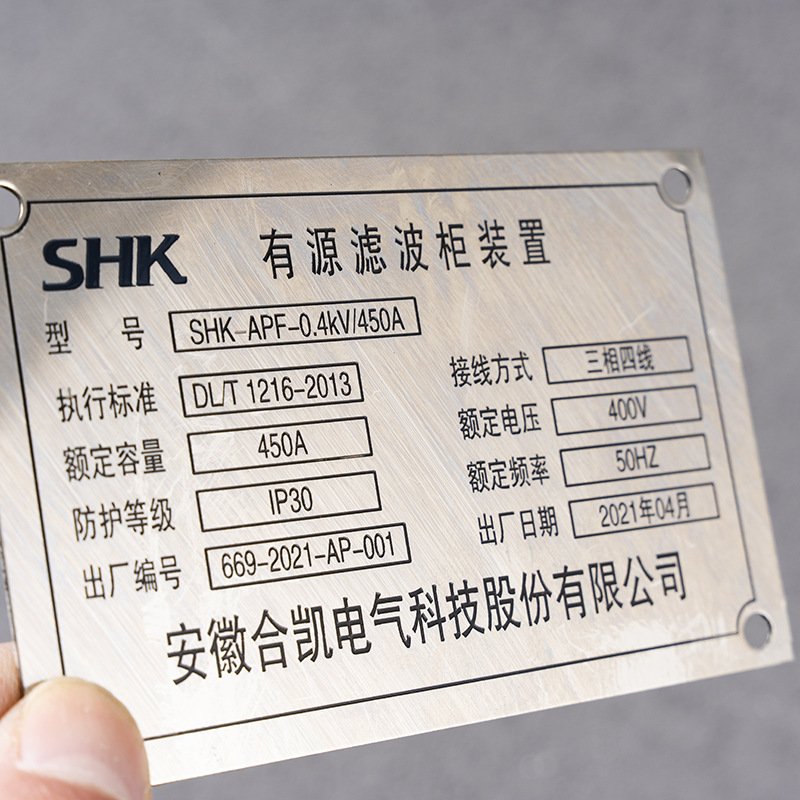 SHK 有源滤波柜装置
型 号 SHK-APF-0.4kV/450A
执行标准 DL/T 1216-2013 接线方式 三相四线
额定容量 450A 额定电压 400V
防护等级 IP30 额定频率 50HZ
出厂编号 669-2021-AP-001 出厂日期 2021年04月
安徽合凯电气科技股份有限公司